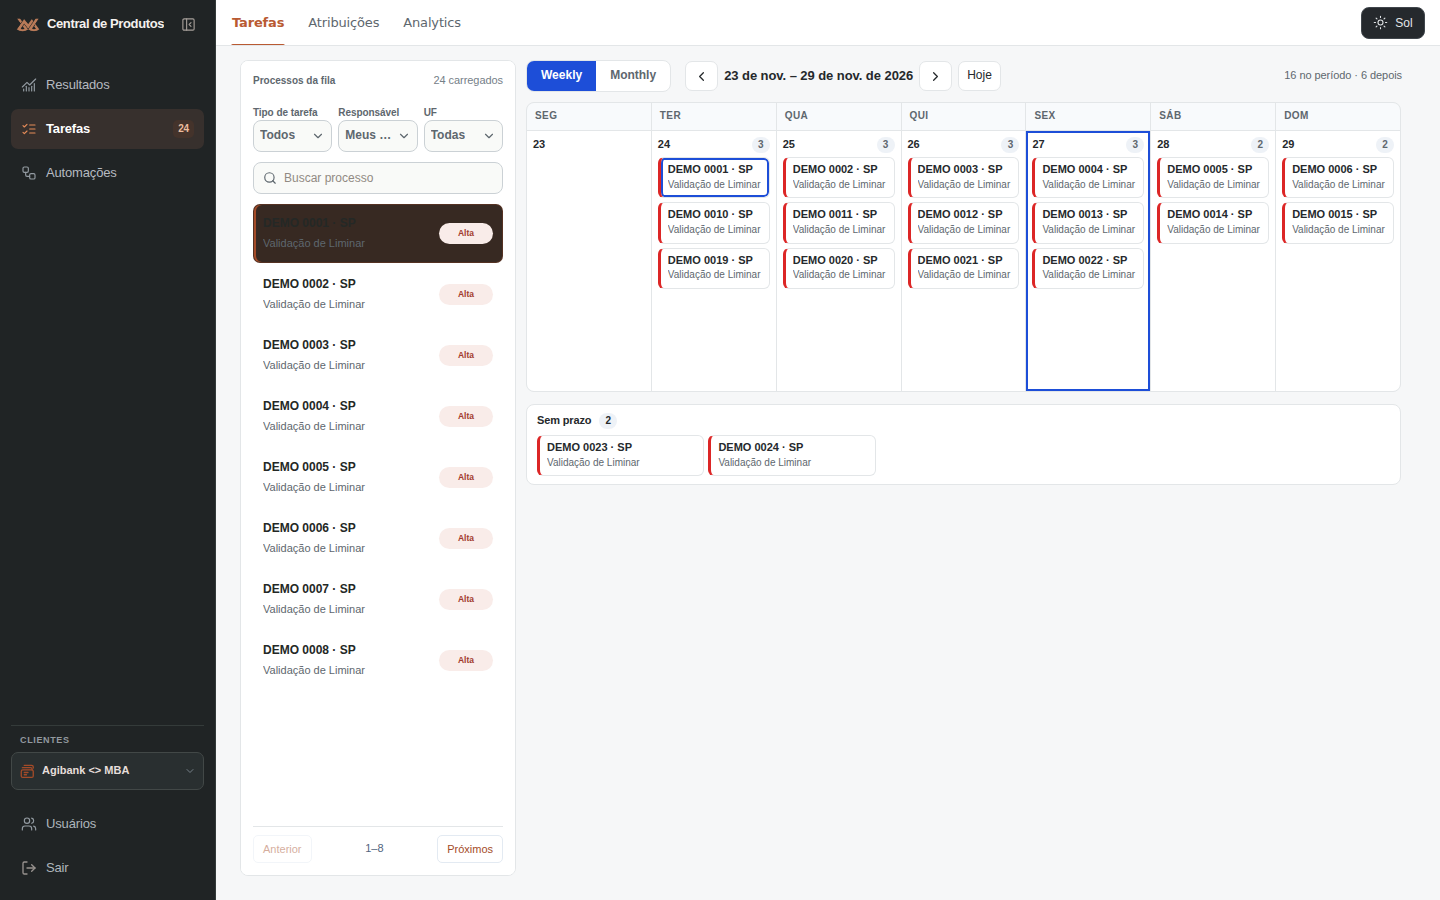 Central de Produtos
Resultados
Tarefas 24
Automações
CLIENTES
Agibank <> MBA
Usuários
Sair
Tarefas Atribuições Analytics
Sol
Processos da fila 24 carregados
Tipo de tarefa Responsável UF
Todos Meus ... Todas
Buscar processo
DEMO 0001 · SP
Validação de Liminar
Alta
DEMO 0002 · SP
Validação de Liminar
Alta
DEMO 0003 · SP
Validação de Liminar
Alta
DEMO 0004 · SP
Validação de Liminar
Alta
DEMO 0005 · SP
Validação de Liminar
Alta
DEMO 0006 · SP
Validação de Liminar
Alta
DEMO 0007 · SP
Validação de Liminar
Alta
DEMO 0008 · SP
Validação de Liminar
Alta
Anterior 1–8 Próximos
Weekly Monthly 23 de nov. – 29 de nov. de 2026 Hoje 16 no período · 6 depois
SEG TER QUA QUI SEX SÁB DOM
23 24 3 25 3 26 3 27 3 28 2 29 2
DEMO 0001 · SP DEMO 0002 · SP DEMO 0003 · SP DEMO 0004 · SP DEMO 0005 · SP DEMO 0006 · SP
Validação de Liminar Validação de Liminar Validação de Liminar Validação de Liminar Validação de Liminar Validação de Liminar
DEMO 0010 · SP DEMO 0011 · SP DEMO 0012 · SP DEMO 0013 · SP DEMO 0014 · SP DEMO 0015 · SP
Validação de Liminar Validação de Liminar Validação de Liminar Validação de Liminar Validação de Liminar Validação de Liminar
DEMO 0019 · SP DEMO 0020 · SP DEMO 0021 · SP DEMO 0022 · SP
Validação de Liminar Validação de Liminar Validação de Liminar Validação de Liminar
Sem prazo 2
DEMO 0023 · SP DEMO 0024 · SP
Validação de Liminar Validação de Liminar